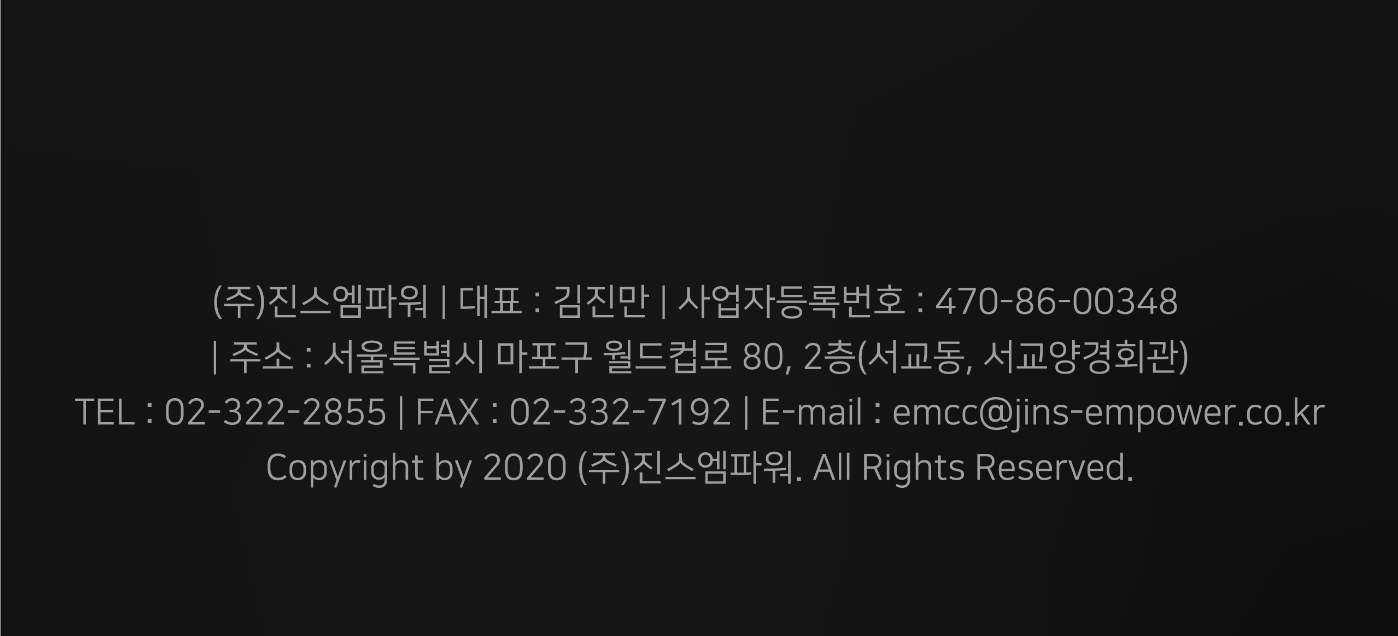 (주)진스엠파워 | 대표 : 김진만 | 사업자등록번호 : 470-86-00348
| 주소 : 서울특별시 마포구 월드컵로 80, 2층(서교동, 서교양경회관)
TEL : 02-322-2855 | FAX : 02-332-7192 | E-mail : emcc@jins-empower.co.kr
Copyright by 2020 (주)진스엠파워. All Rights Reserved.